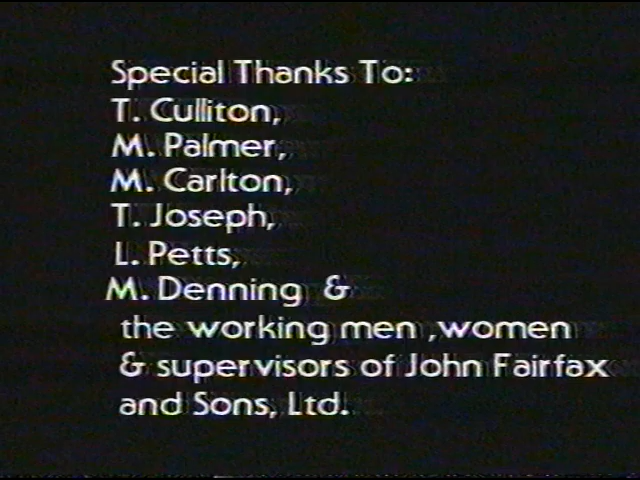 Special Thanks To:
T. Culliton,
M. Palmer,
M. Carlton,
T. Joseph,
L. Petts,
M. Denning &
the working men ,women
& supervisors of John Fairfax
and Sons, Ltd.